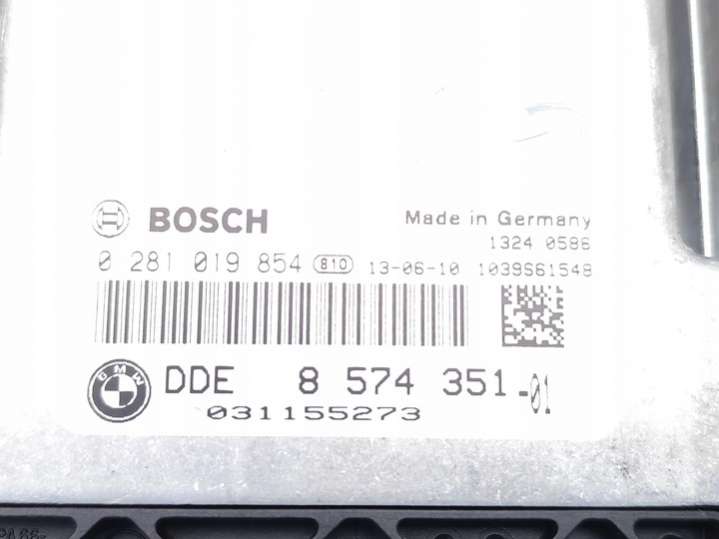 BOSCH Made in Germany
1324 0586
0 281 019 854 810 13-06-10 1039S61548
BMW DDE 8 574 351-01
031155273